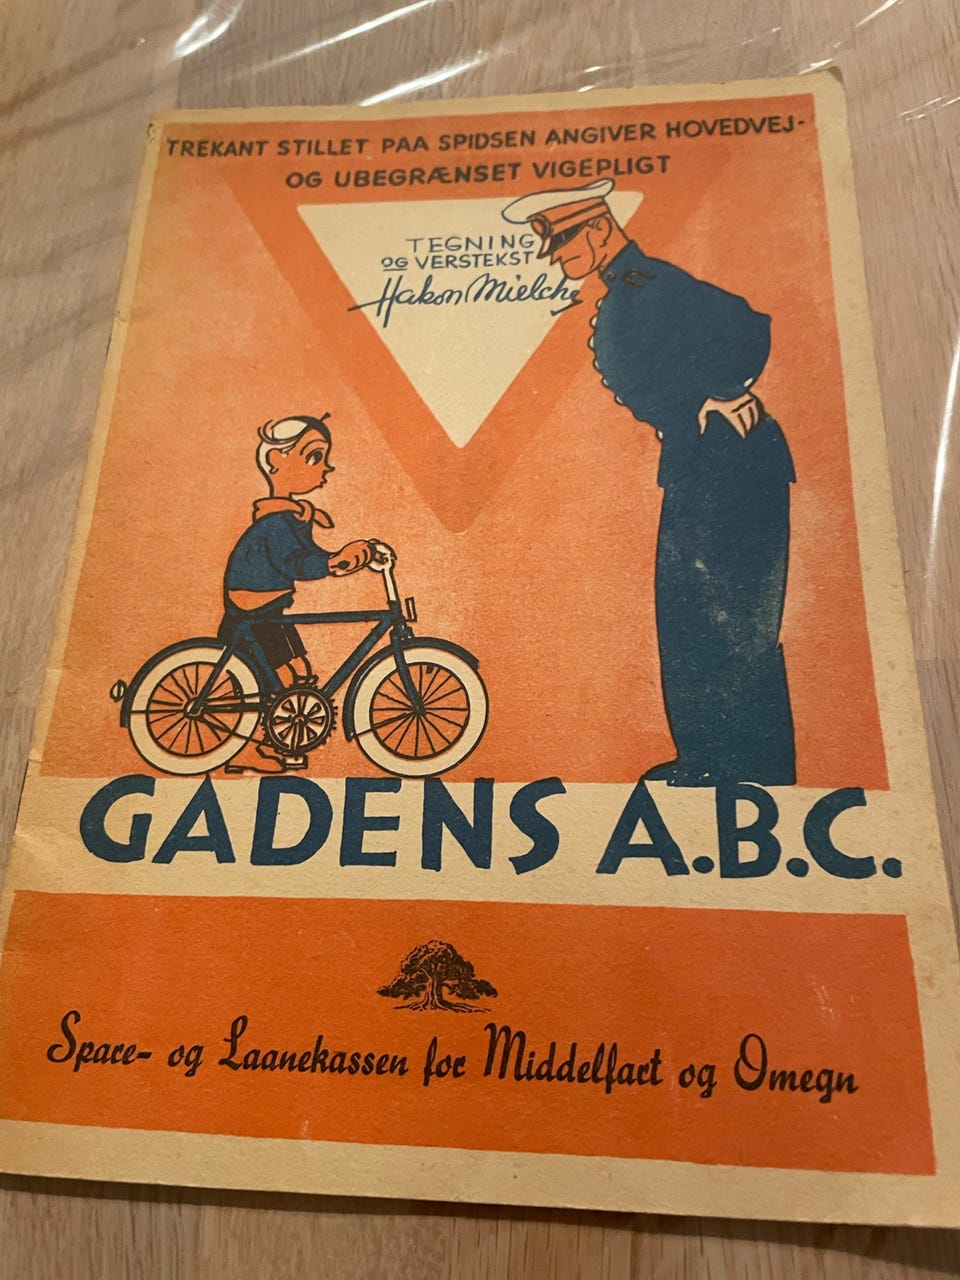 TREKANT STILLET PAA SPIDSEN ANGIVER HOVEDVEJ-
OG UBEGRÆNSET VIGEPLIGT
TEGNING
OG VERSTEKST
Hakon Mielche
GADENS A.B.C.
Spare- og Laanekassen for Middelfart og Omegn